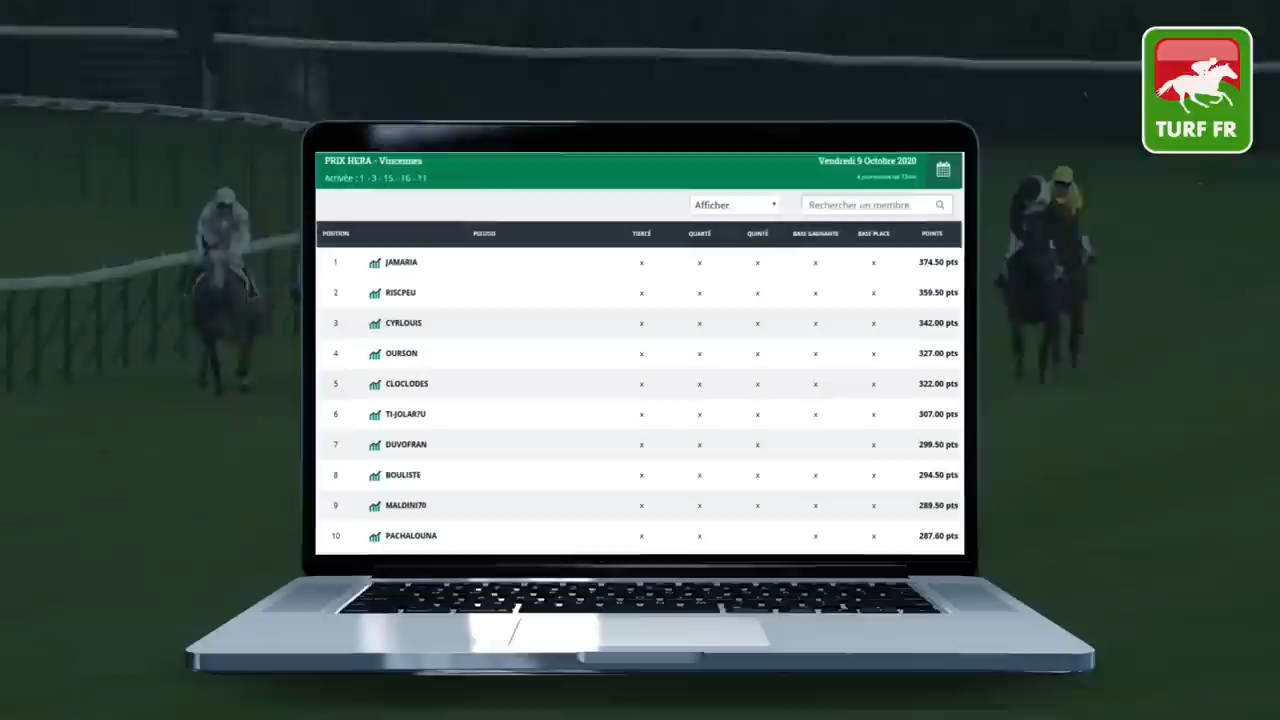 TURF FR
PRIX HERA - Vincennes
Vendredi 9 Octobre 2020
Arrivée : 1 - 3 - 15 - 16 - 11
Afficher
Rechercher un membre
POSITION PSEUDO TIERCÉ QUARTÉ QUINTÉ BASE GAGNANTE BASE PLACE POINTS
1 JAMARIA x x x x x 374.50 pts
2 RISCPEU x x x x x 359.50 pts
3 CYRLOUIS x x x x x 342.00 pts
4 OURSON x x x x x 327.00 pts
5 CLOCLODES x x x x x 322.00 pts
6 TI-JOLAR?U x x x x x 307.00 pts
7 DUVOFRAN x x x x 299.50 pts
8 BOULISTE x x x x x 294.50 pts
9 MALDINI70 x x x x x 289.50 pts
10 PACHALOUNA x x x x 287.60 pts